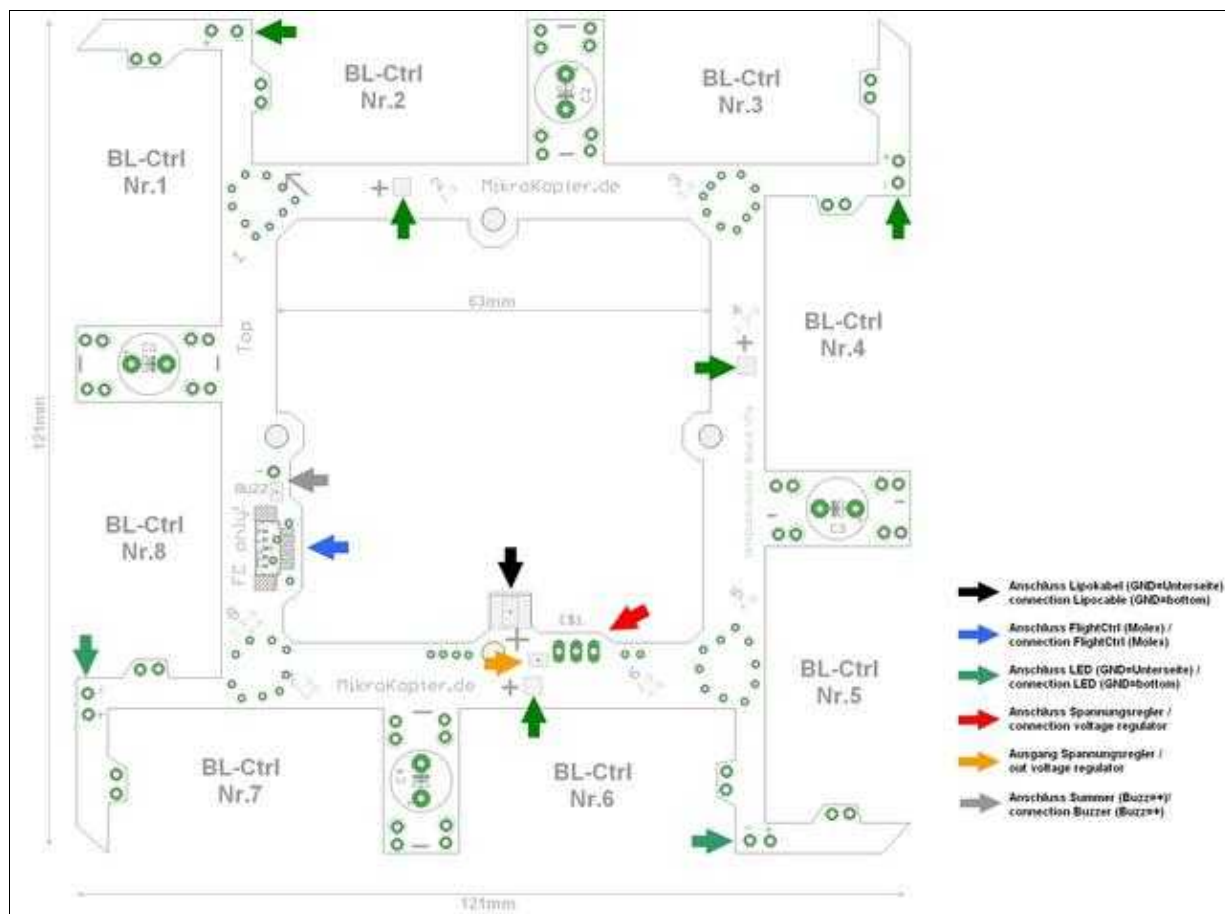 BL-Ctrl
Nr.2
BL-Ctrl
Nr.3
C2
BL-Ctrl
Nr.1
MikroKopter.de
63mm
Top
BL-Ctrl
Nr.4
121mm
BUZZ
C3
BL-Ctrl
Nr.8
FC only!
BL-Ctrl
Nr.5
MikroKopter.de
BL-Ctrl
Nr.7
BL-Ctrl
Nr.6
121mm
Anschluss Lipokabel (GND=Unterseite)
connection Lipocable (GND=bottom)
Anschluss FlightCtrl (Molex) /
connection FlightCtrl (Molex)
Anschluss LED (GND=Unterseite) /
connection LED (GND=bottom)
Anschluss Spannungsregler /
connection voltage regulator
Ausgang Spannungsregler /
out voltage regulator
Anschluss Summer (Buzz=+)/
connection Buzzer (Buzz=+)